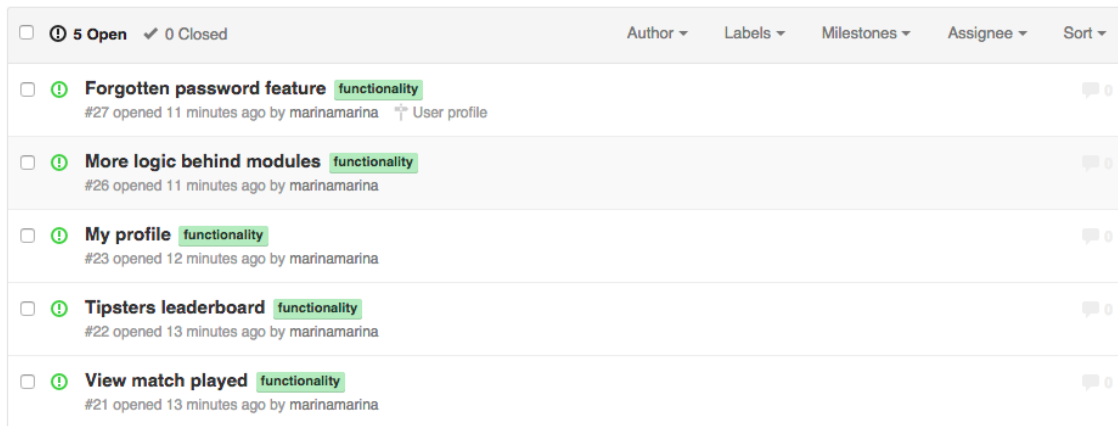 5 Open 0 Closed Author Labels Milestones Assignee Sort
Forgotten password feature functionality 0
#27 opened 11 minutes ago by marinamarina User profile
More logic behind modules functionality 0
#26 opened 11 minutes ago by marinamarina
My profile functionality 0
#23 opened 12 minutes ago by marinamarina
Tipsters leaderboard functionality 0
#22 opened 13 minutes ago by marinamarina
View match played functionality 0
#21 opened 13 minutes ago by marinamarina